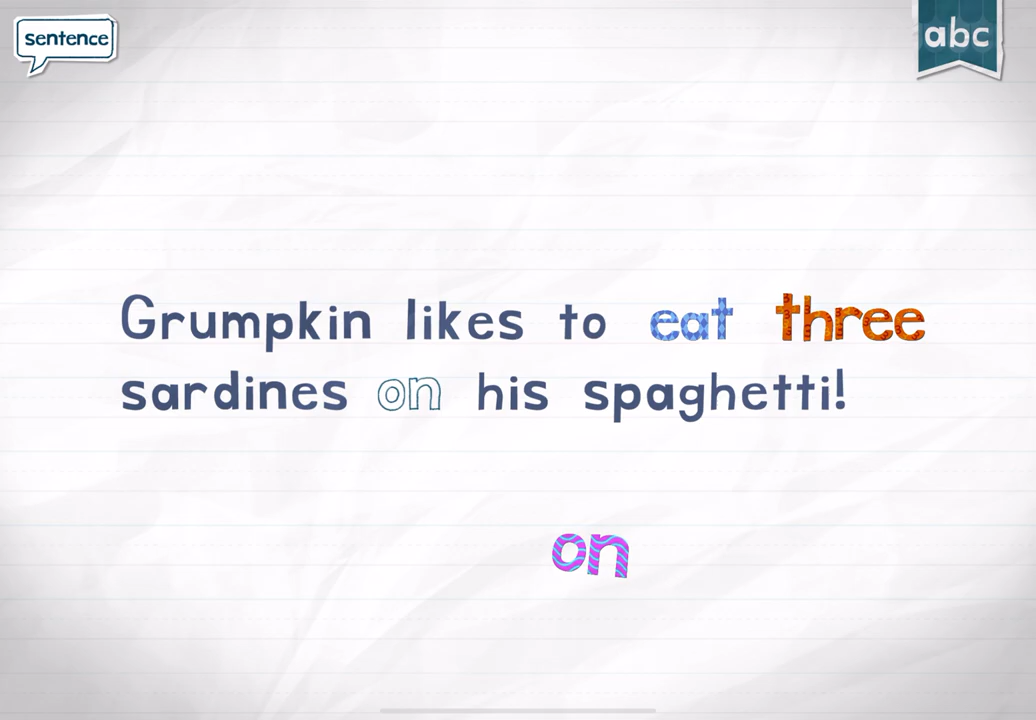 sentence
abc
Grumpkin likes to eat three
sardines on his spaghetti!
on